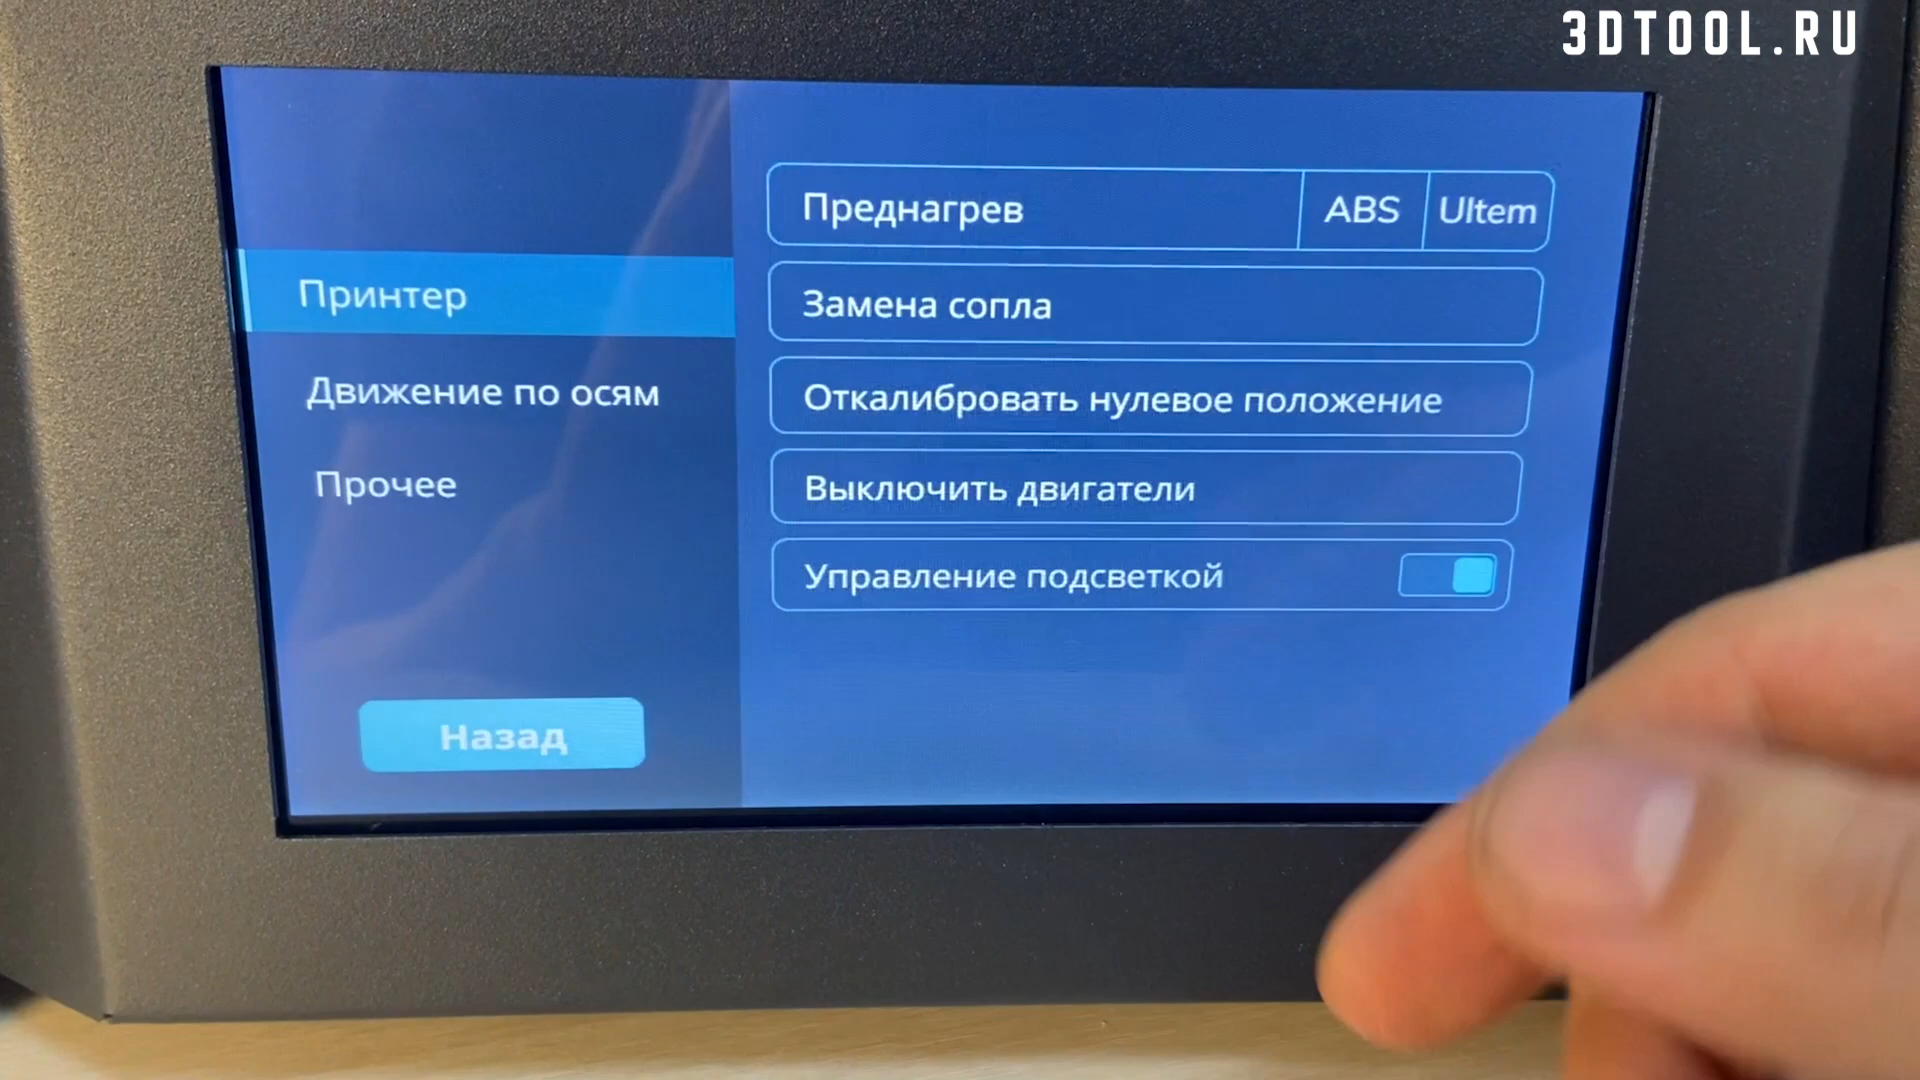 3DTOOL.RU
Принтер
Движение по осям
Прочее
Назад
Преднагрев ABS Ultem
Замена сопла
Откалибровать нулевое положение
Выключить двигатели
Управление подсветкой